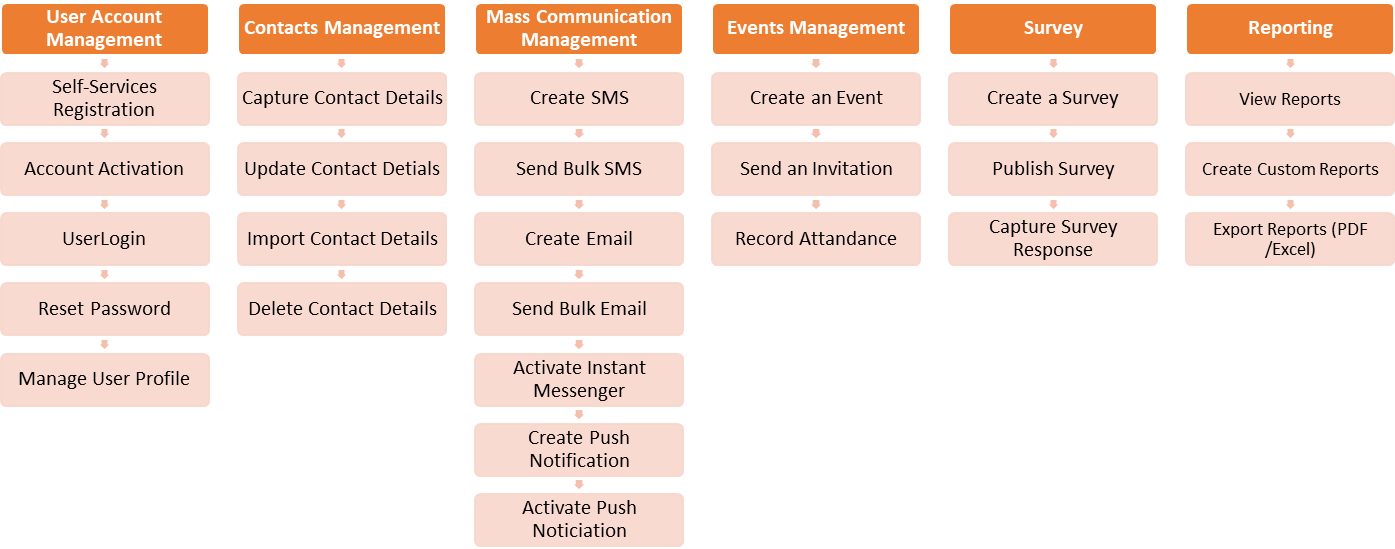 User Account
Management
Self-Services
Registration
Account Activation
UserLogin
Reset Password
Manage User Profile
Contacts Management
Capture Contact Details
Update Contact Detials
Import Contact Details
Delete Contact Details
Mass Communication
Management
Create SMS
Send Bulk SMS
Create Email
Send Bulk Email
Activate Instant
Messenger
Create Push
Notification
Activate Push
Noticiation
Events Management
Create an Event
Send an Invitation
Record Attandance
Survey
Create a Survey
Publish Survey
Capture Survey
Response
Reporting
View Reports
Create Custom Reports
Export Reports (PDF
/Excel)